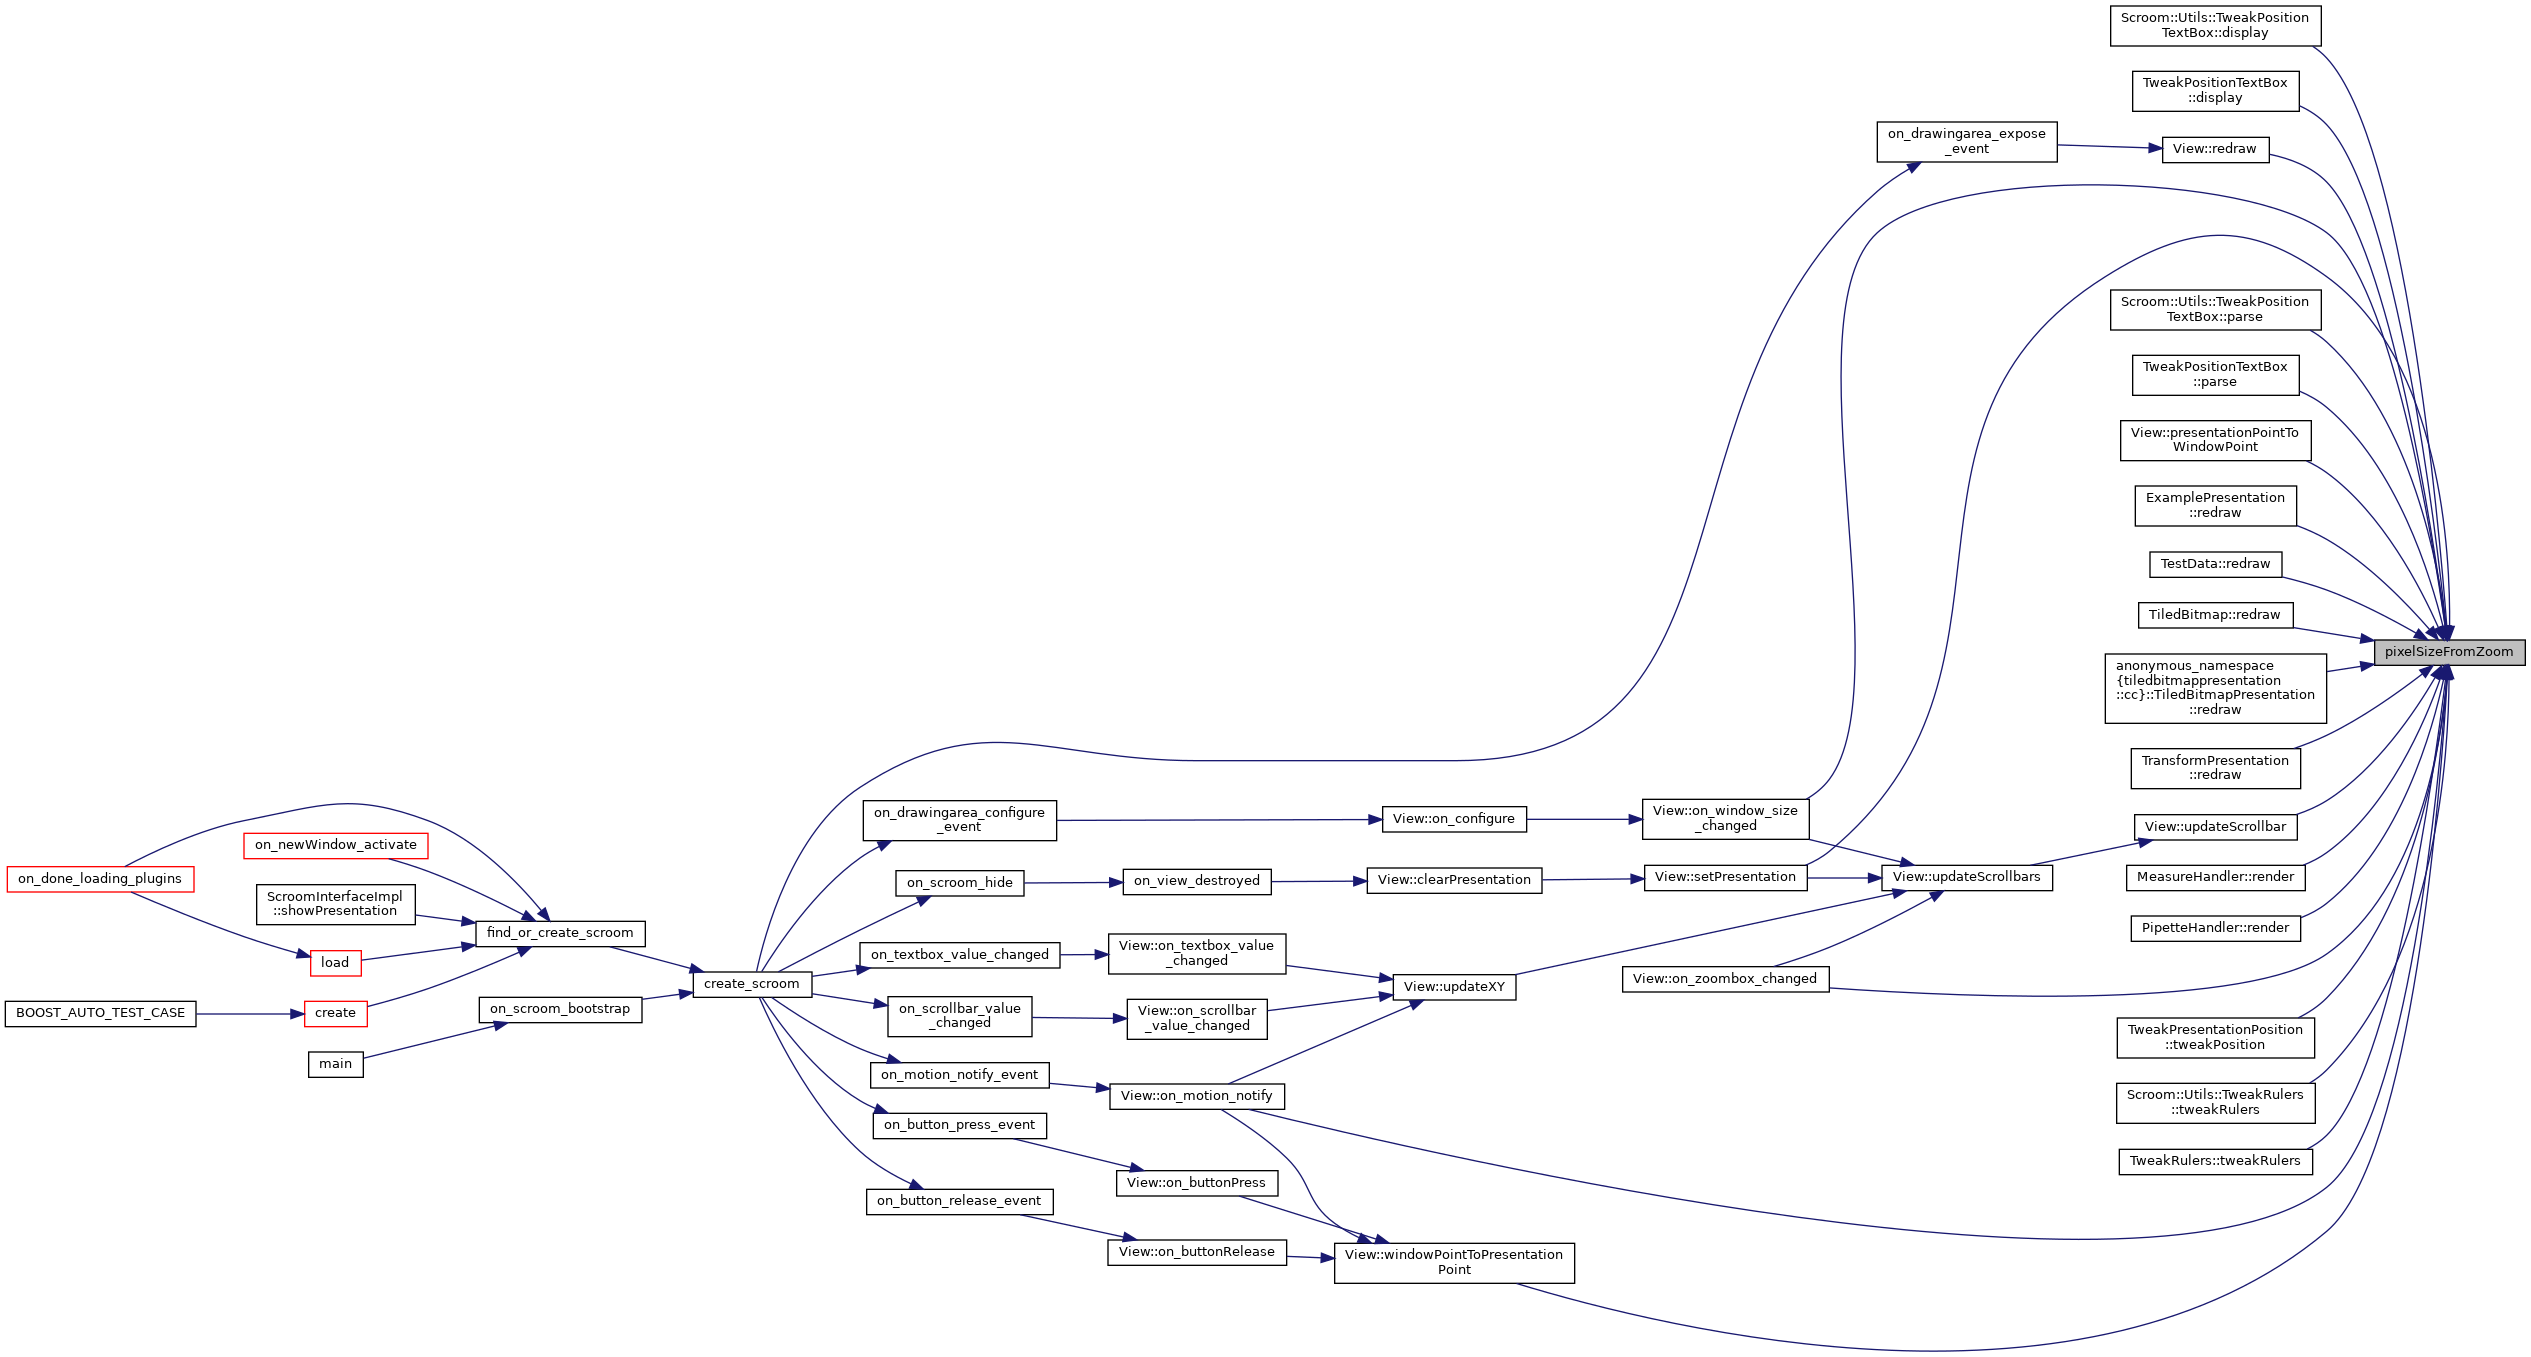 Scroom::Utils::TweakPosition
TextBox::display
TweakPositionTextBox
::display
on_drawingarea_expose
_event
View::redraw
Scroom::Utils::TweakPosition
TextBox::parse
TweakPositionTextBox
::parse
View::presentationPointTo
WindowPoint
ExamplePresentation
::redraw
TestData::redraw
TiledBitmap::redraw
pixelSizeFromZoom
anonymous_namespace
{tiledbitmappresentation
::cc}::TiledBitmapPresentation
::redraw
TransformPresentation
::redraw
on_drawingarea_configure
_event
View::on_configure
View::on_window_size
_changed
View::updateScrollbar
on_newWindow_activate
on_done_loading_plugins
on_scroom_hide
on_view_destroyed
View::clearPresentation
View::setPresentation
View::updateScrollbars
MeasureHandler::render
ScroomInterfaceImpl
::showPresentation
find_or_create_scroom
PipetteHandler::render
load
on_textbox_value_changed
View::on_textbox_value
_changed
create_scroom
View::updateXY
View::on_zoombox_changed
BOOST_AUTO_TEST_CASE
create
on_scroom_bootstrap
on_scrollbar_value
_changed
View::on_scrollbar
_value_changed
TweakPresentationPosition
::tweakPosition
main
on_motion_notify_event
View::on_motion_notify
Scroom::Utils::TweakRulers
::tweakRulers
on_button_press_event
TweakRulers::tweakRulers
View::on_buttonPress
on_button_release_event
View::on_buttonRelease
View::windowPointToPresentation
Point